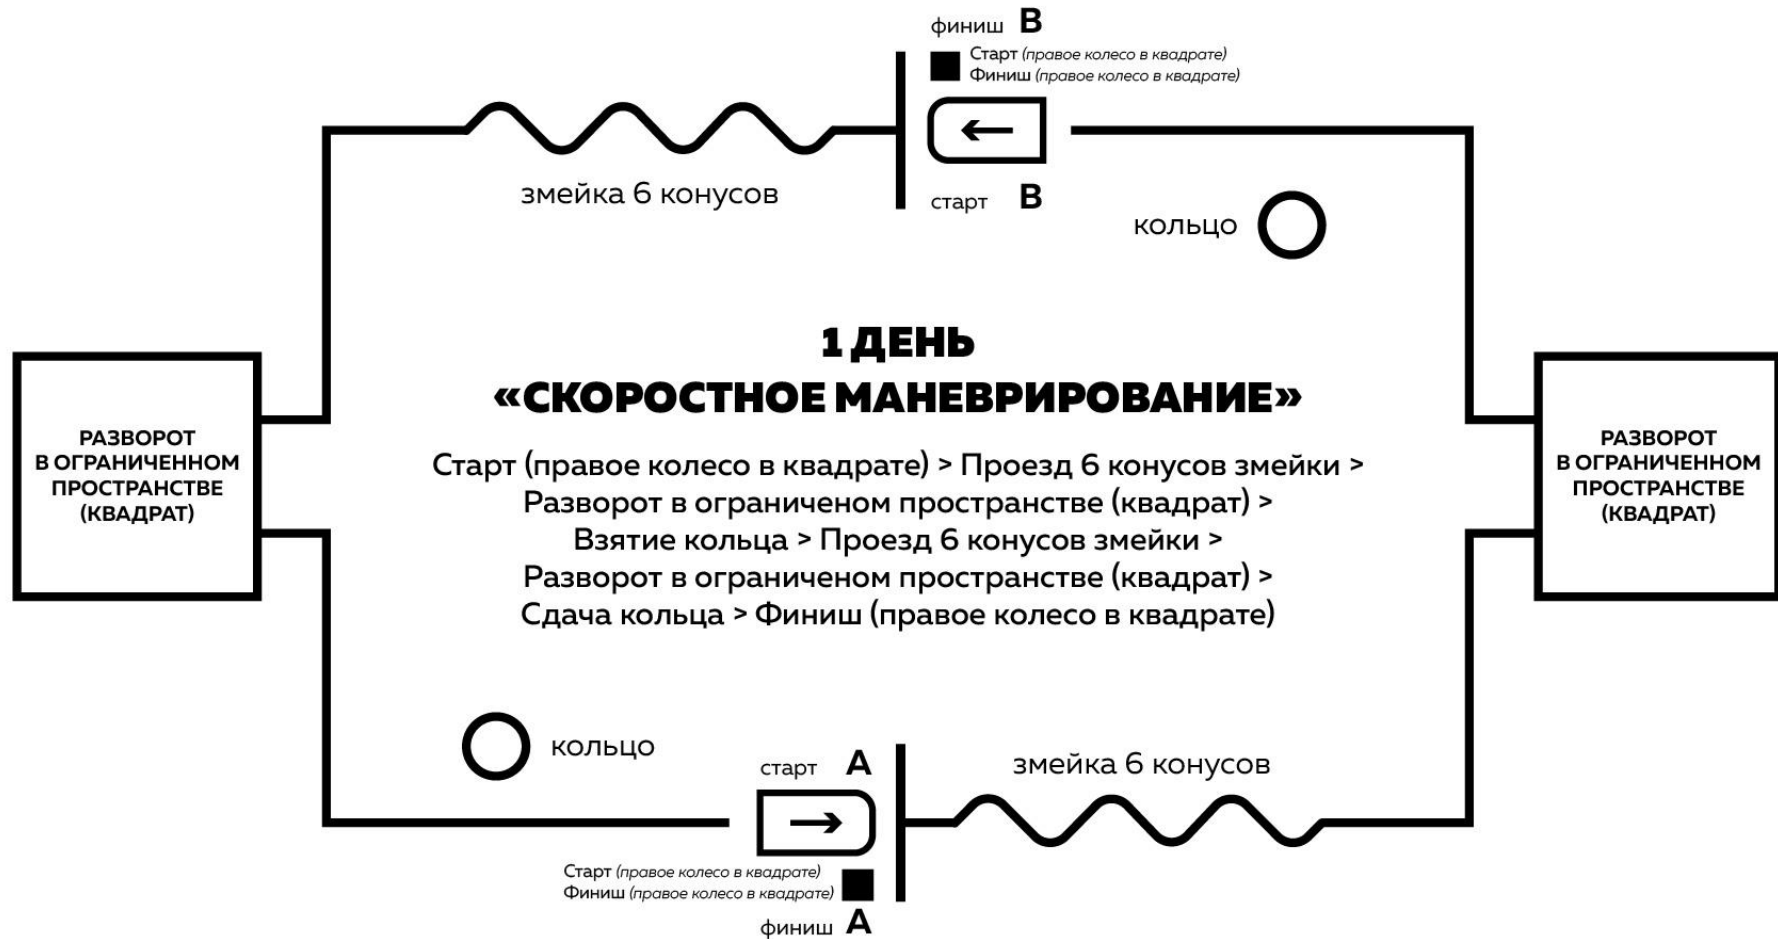 финиш B
Старт (правое колесо в квадрате)
Финиш (правое колесо в квадрате)
старт B
змейка 6 конусов
кольцо
1 ДЕНЬ
«СКОРОСТНОЕ МАНЕВРИРОВАНИЕ»
Старт (правое колесо в квадрате) > Проезд 6 конусов змейки >
Разворот в ограниченом пространстве (квадрат) >
Взятие кольца > Проезд 6 конусов змейки >
Разворот в ограниченом пространстве (квадрат) >
Сдача кольца > Финиш (правое колесо в квадрате)
РАЗВОРОТ
В ОГРАНИЧЕННОМ
ПРОСТРАНСТВЕ
(КВАДРАТ)
РАЗВОРОТ
В ОГРАНИЧЕННОМ
ПРОСТРАНСТВЕ
(КВАДРАТ)
кольцо
старт A
змейка 6 конусов
Старт (правое колесо в квадрате)
Финиш (правое колесо в квадрате)
финиш A